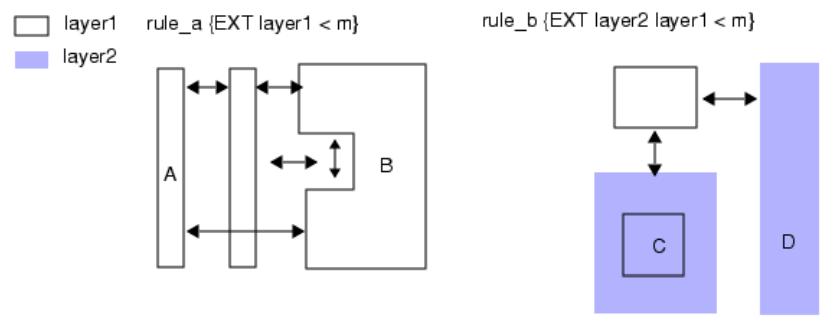 layer1
layer2
rule_a {EXT layer1 < m}
rule_b {EXT layer2 layer1 < m}
A
B
C
D